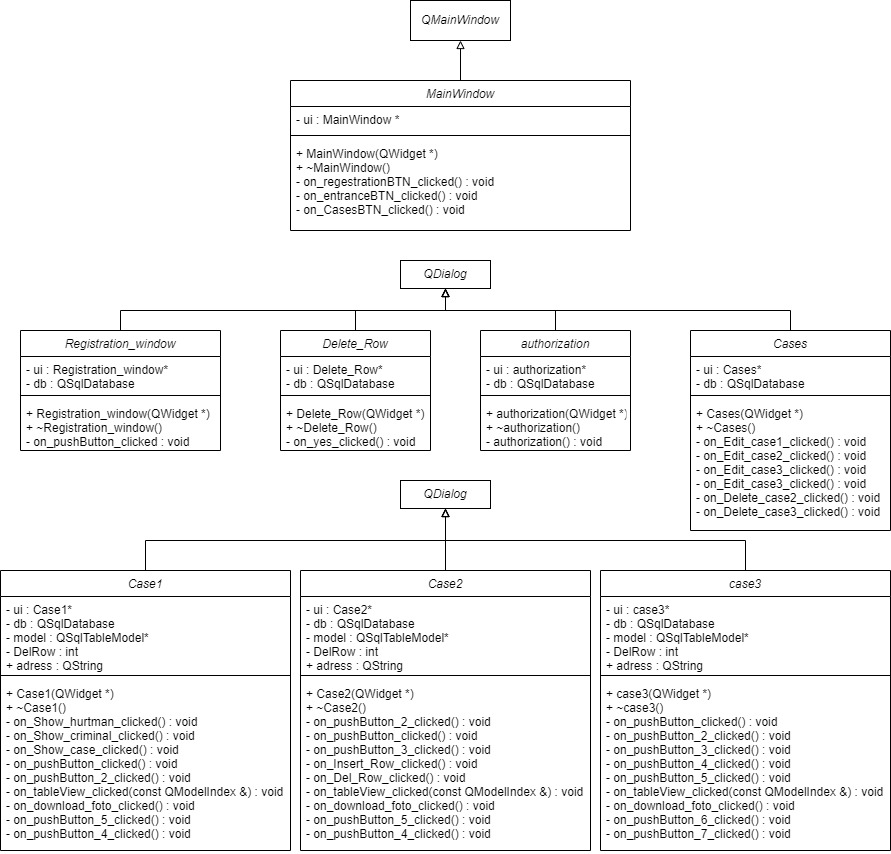 QMainWindow
MainWindow
- ui : MainWindow *
+ MainWindow(QWidget *)
+ ~MainWindow()
- on_regestrationBTN_clicked() : void
- on_entranceBTN_clicked() : void
- on_CasesBTN_clicked() : void
QDialog
Registration_window
- ui : Registration_window*
- db : QSqlDatabase
+ Registration_window(QWidget *)
+ ~Registration_window()
- on_pushButton_clicked : void
Delete_Row
- ui : Delete_Row*
- db : QSqlDatabase
+ Delete_Row(QWidget *)
+ ~Delete_Row()
- on_yes_clicked() : void
authorization
- ui : authorization*
- db : QSqlDatabase
+ authorization(QWidget *)
+ ~authorization()
- authorization() : void
Cases
- ui : Cases*
- db : QSqlDatabase
+ Cases(QWidget *)
+ ~Cases()
- on_Edit_case1_clicked() : void
- on_Edit_case2_clicked() : void
- on_Edit_case3_clicked() : void
- on_Edit_case3_clicked() : void
- on_Delete_case2_clicked() : void
- on_Delete_case3_clicked() : void
QDialog
Case1
- ui : Case1*
- db : QSqlDatabase
- model : QSqlTableModel*
- DelRow : int
+ adress : QString
+ Case1(QWidget *)
+ ~Case1()
- on_Show_hurtman_clicked() : void
- on_Show_criminal_clicked() : void
- on_Show_case_clicked() : void
- on_pushButton_clicked() : void
- on_pushButton_2_clicked() : void
- on_tableView_clicked(const QModelIndex &) : void
- on_download_foto_clicked() : void
- on_pushButton_5_clicked() : void
- on_pushButton_4_clicked() : void
Case2
- ui : Case2*
- db : QSqlDatabase
- model : QSqlTableModel*
- DelRow : int
+ adress : QString
+ Case2(QWidget *)
+ ~Case2()
- on_pushButton_2_clicked() : void
- on_pushButton_clicked() : void
- on_pushButton_3_clicked() : void
- on_Insert_Row_clicked() : void
- on_Del_Row_clicked() : void
- on_tableView_clicked(const QModelIndex &) : void
- on_download_foto_clicked() : void
- on_pushButton_5_clicked() : void
- on_pushButton_4_clicked() : void
case3
- ui : case3*
- db : QSqlDatabase
- model : QSqlTableModel*
- DelRow : int
+ adress : QString
+ case3(QWidget *)
+ ~case3()
- on_pushButton_clicked() : void
- on_pushButton_2_clicked() : void
- on_pushButton_3_clicked() : void
- on_pushButton_4_clicked() : void
- on_pushButton_5_clicked() : void
- on_tableView_clicked(const QModelIndex &) : void
- on_download_foto_clicked() : void
- on_pushButton_6_clicked() : void
- on_pushButton_7_clicked() : void